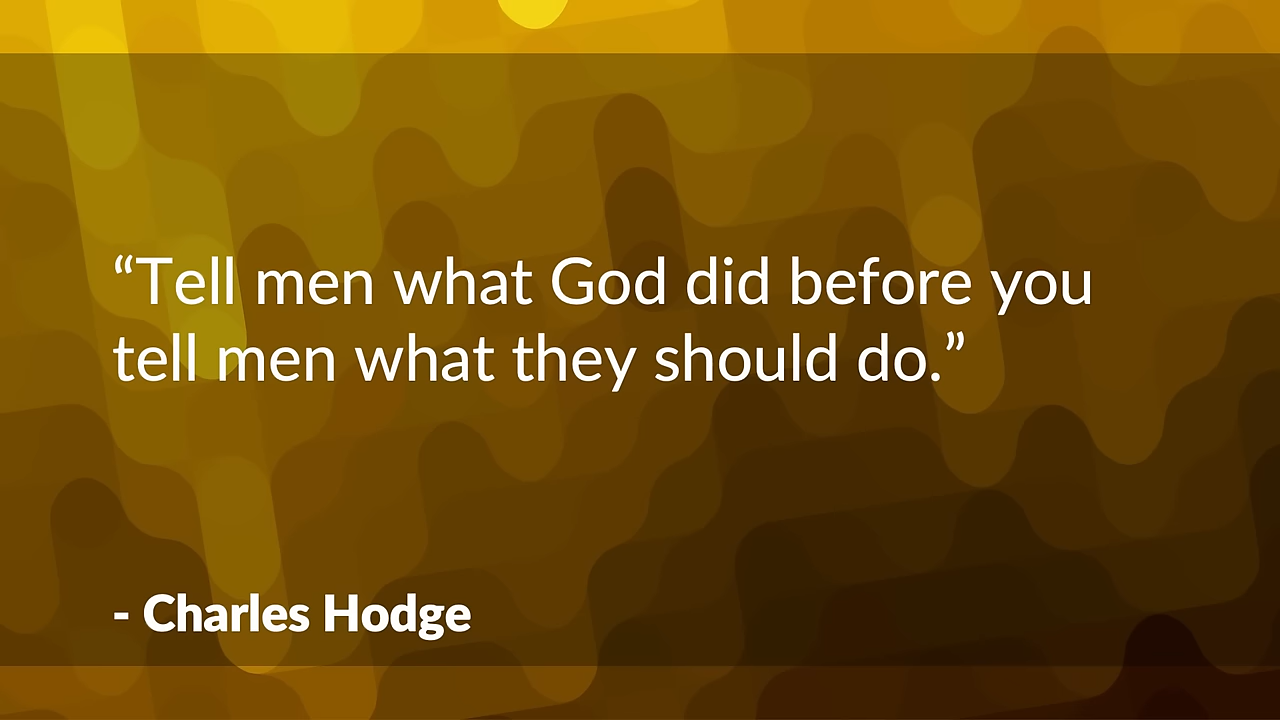 “Tell men what God did before you
tell men what they should do.”
- Charles Hodge